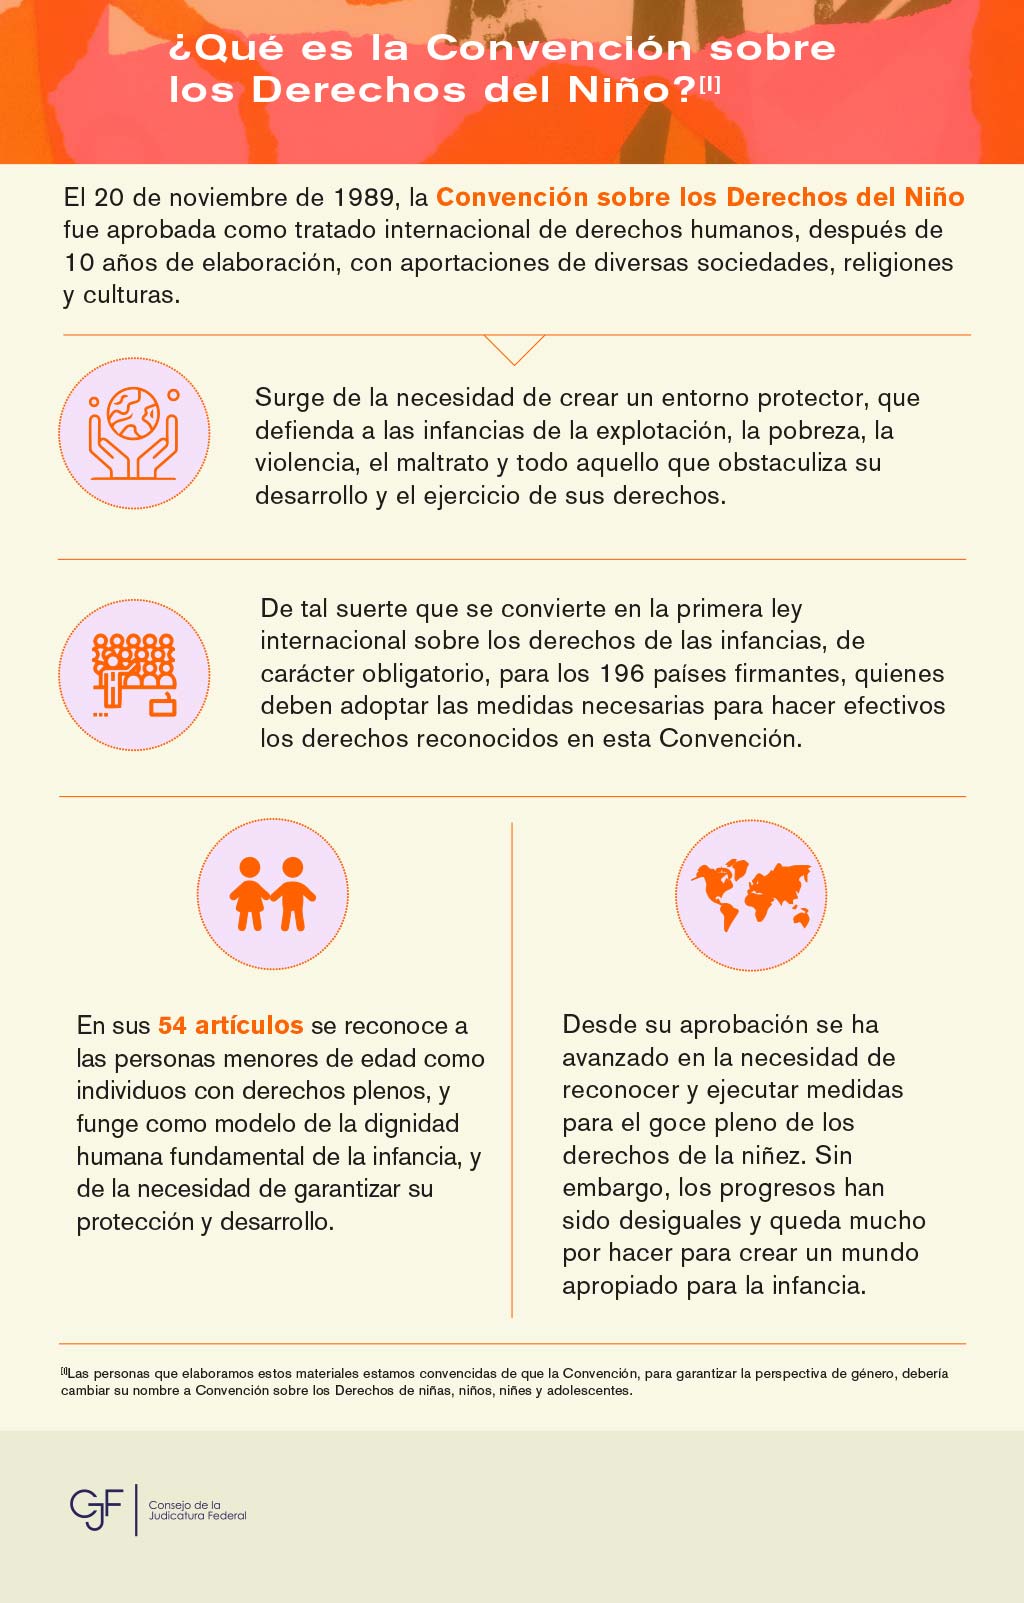 ¿Qué es la Convención sobre
los Derechos del Niño?[I]
El 20 de noviembre de 1989, la Convención sobre los Derechos del Niño
fue aprobada como tratado internacional de derechos humanos, después de
10 años de elaboración, con aportaciones de diversas sociedades, religiones
y culturas.
Surge de la necesidad de crear un entorno protector, que
defienda a las infancias de la explotación, la pobreza, la
violencia, el maltrato y todo aquello que obstaculiza su
desarrollo y el ejercicio de sus derechos.
De tal suerte que se convierte en la primera ley
internacional sobre los derechos de las infancias, de
carácter obligatorio, para los 196 países firmantes, quienes
deben adoptar las medidas necesarias para hacer efectivos
los derechos reconocidos en esta Convención.
En sus 54 artículos se reconoce a
las personas menores de edad como
individuos con derechos plenos, y
funge como modelo de la dignidad
humana fundamental de la infancia, y
de la necesidad de garantizar su
protección y desarrollo.
Desde su aprobación se ha
avanzado en la necesidad de
reconocer y ejecutar medidas
para el goce pleno de los
derechos de la niñez. Sin
embargo, los progresos han
sido desiguales y queda mucho
por hacer para crear un mundo
apropiado para la infancia.
[I]Las personas que elaboramos estos materiales estamos convencidas de que la Convención, para garantizar la perspectiva de género, debería
cambiar su nombre a Convención sobre los Derechos de niñas, niños, niñes y adolescentes.
CJF
Consejo de la
Judicatura Federal